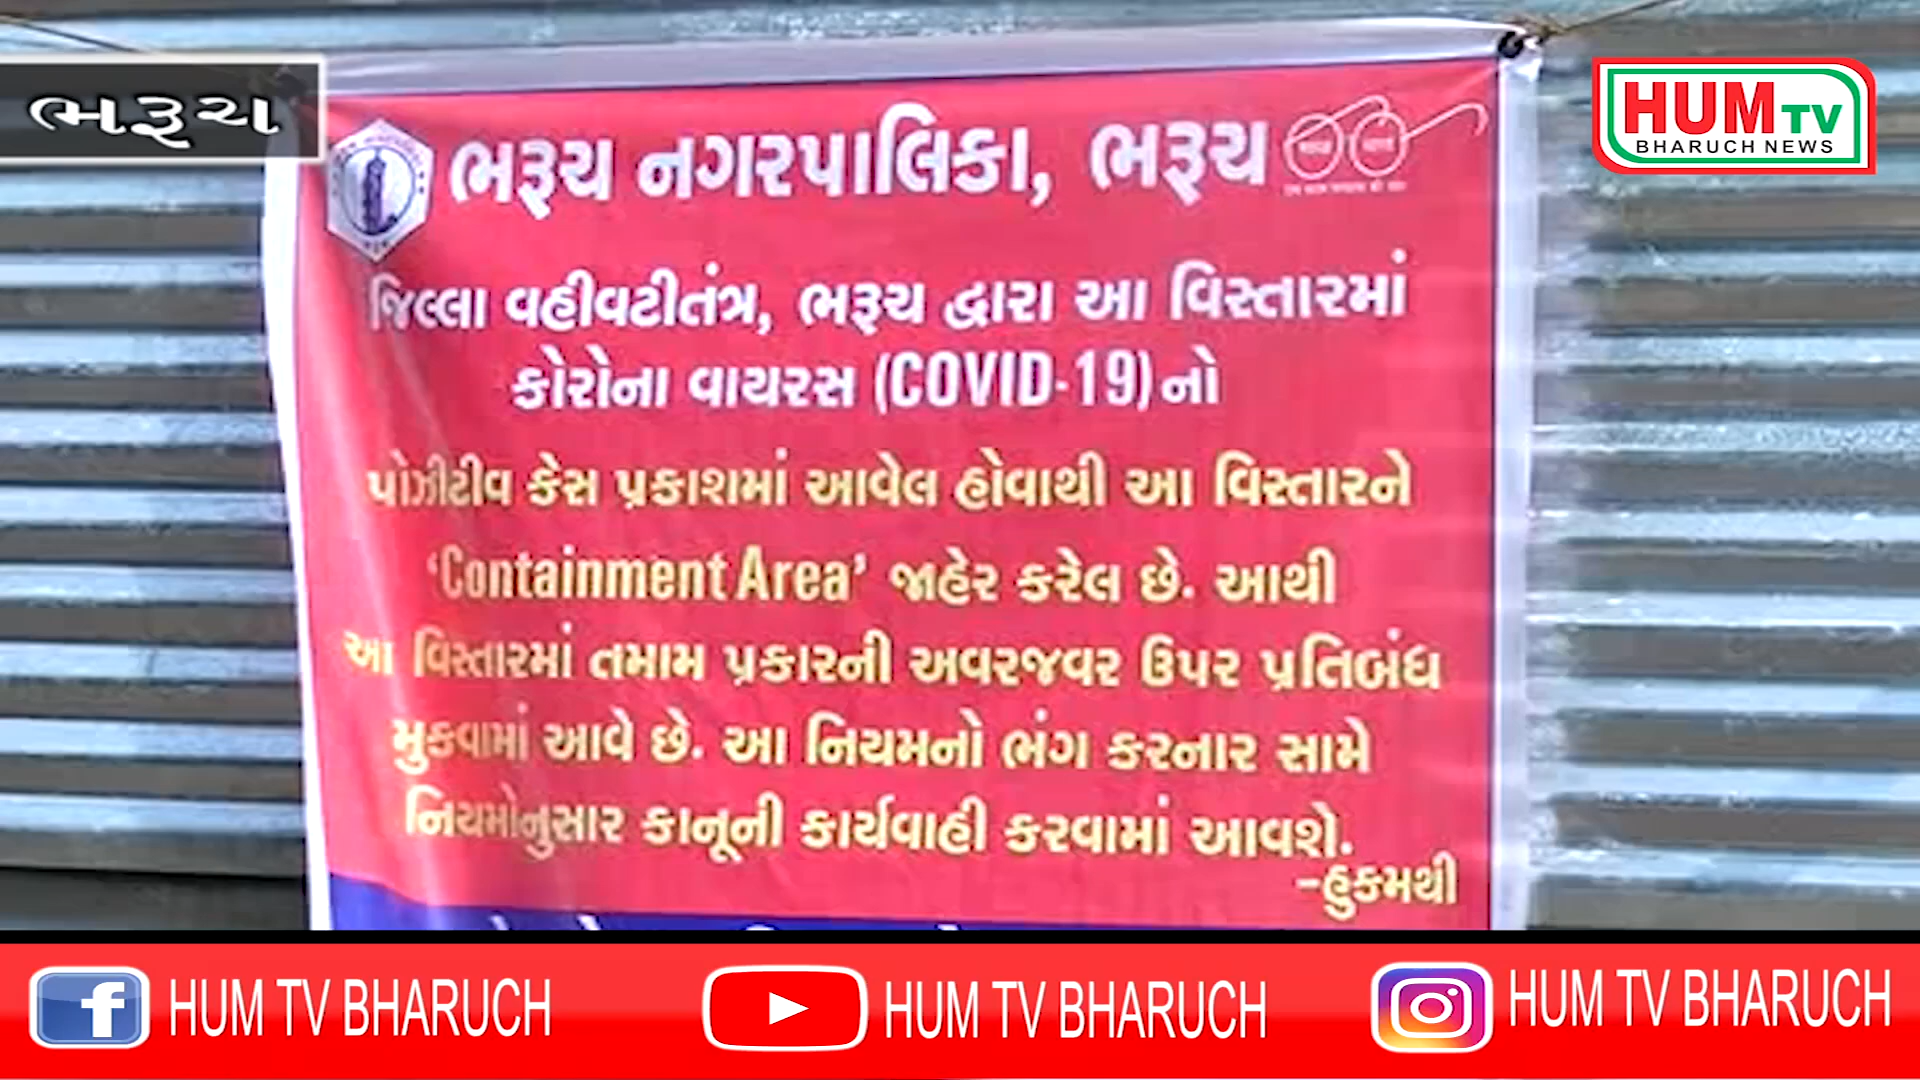 ભરૂચ
HUM TV
BHARUCH NEWS
ભરૂચ નગરપાલિકા, ભરૂચ
જિલ્લા વહીવટીતંત્ર, ભરૂચ દ્વારા આ વિસ્તારમાં
કોરોના વાયરસ (COVID-19) નો
પોઝીટીવ કેસ પ્રકાશમાં આવેલ હોવાથી આ વિસ્તારને
‘Containment Area’ જાહેર કરેલ છે. આથી
આ વિસ્તારમાં તમામ પ્રકારની અવરજવર ઉપર પ્રતિબંધ
મુકવામાં આવે છે. આ નિયમનો ભંગ કરનાર સામે
નિયમોનુસાર કાનૂની કાર્યવાહી કરવામાં આવશે.
-હુકમથી
HUM TV BHARUCH
HUM TV BHARUCH
HUM TV BHARUCH